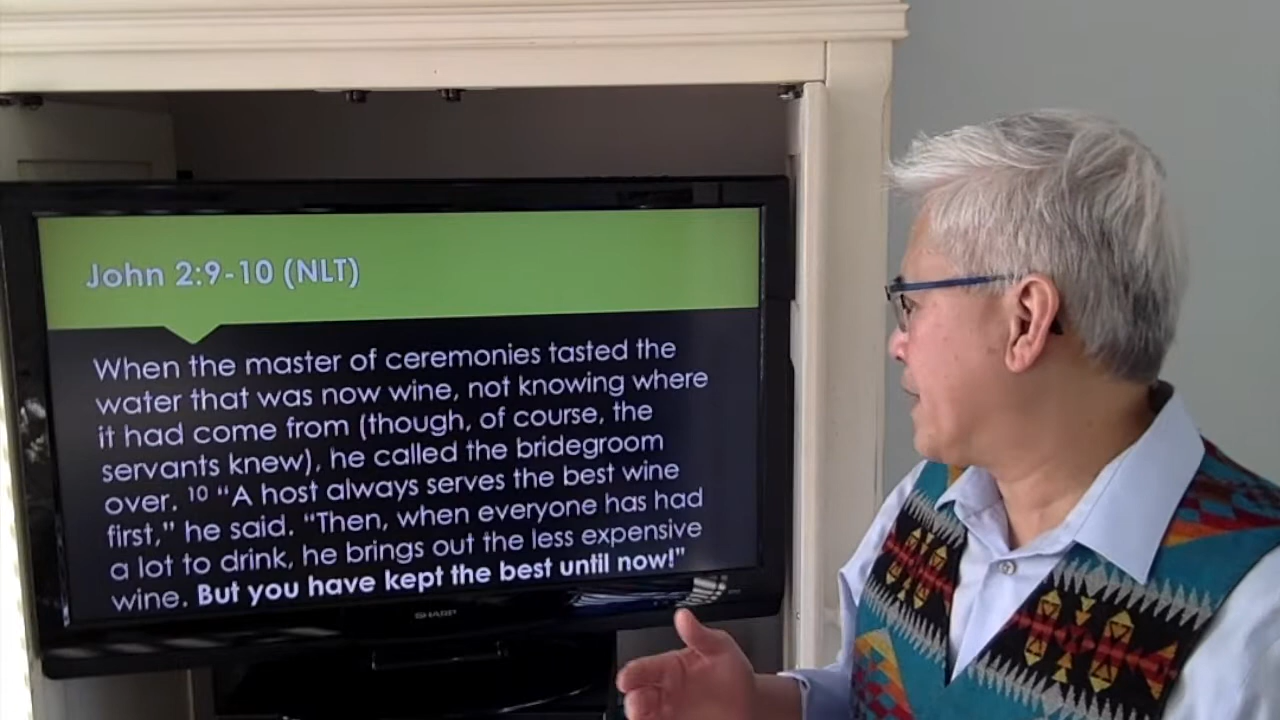 John 2:9-10 (NLT)
When the master of ceremonies tasted the
water that was now wine, not knowing where
it had come from (though, of course, the
servants knew), he called the bridegroom
over. ¹⁰ “A host always serves the best wine
first,” he said. “Then, when everyone has had
a lot to drink, he brings out the less expensive
wine. But you have kept the best until now!”
SHARP